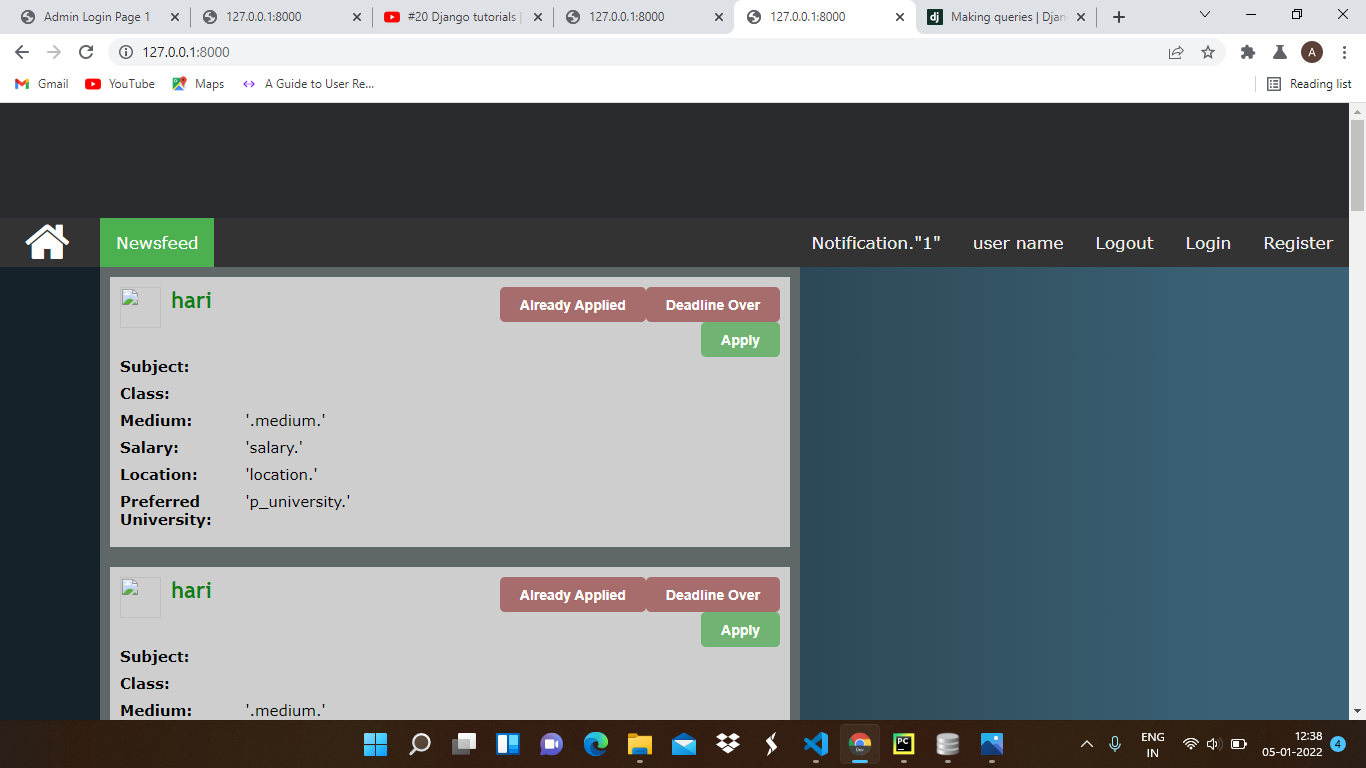 Admin Login Page 1
127.0.0.1:8000
#20 Django tutorials |
127.0.0.1:8000
127.0.0.1:8000
dj Making queries | Djan
127.0.0.1:8000
A
Gmail
YouTube
Maps
A Guide to User Re...
Reading list
Newsfeed
Notification."1"
user name
Logout
Login
Register
hari
Already Applied
Deadline Over
Apply
Subject:
Class:
Medium: '.medium.'
Salary: 'salary.'
Location: 'location.'
Preferred University: 'p_university.'
hari
Already Applied
Deadline Over
Apply
Subject:
Class:
Medium: '.medium.'
PC
Dev
ENG
IN
12:38
05-01-2022
4